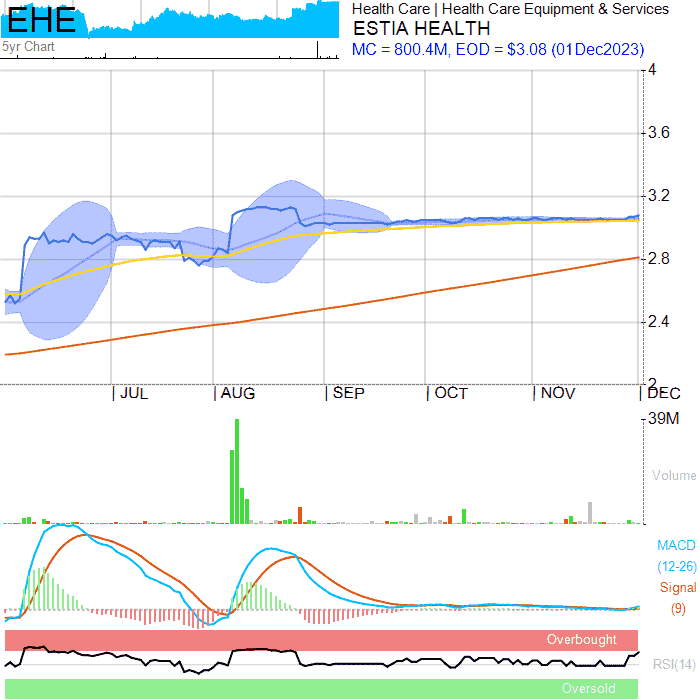 EHE
Health Care | Health Care Equipment & Services
ESTIA HEALTH
5yr Chart
MC = 800.4M, EOD = $3.08 (01Dec2023)
4
3.6
3.2
2.8
2.4
2
JUL AUG SEP OCT NOV DEC
39M
Volume
MACD
(12-26)
Signal
(9)
Overbought
RSI(14)
Oversold